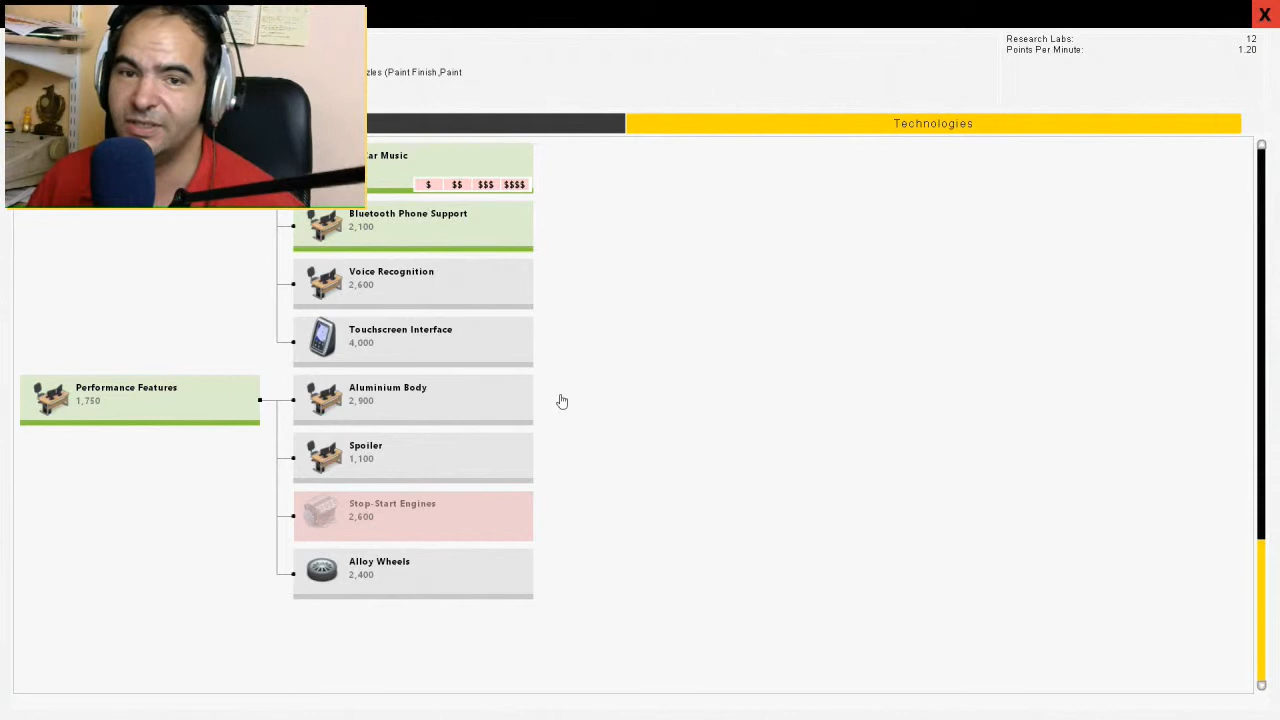 X
Research Labs: 12
Points Per Minute: 1.20
zles (Paint Finish,Paint
Technologies
ar Music
$ $$ $$$ $$$$
Bluetooth Phone Support
2,100
Voice Recognition
2,600
Touchscreen Interface
4,000
Performance Features
1,750
Aluminium Body
2,900
Spoiler
1,100
Stop-Start Engines
2,600
Alloy Wheels
2,400